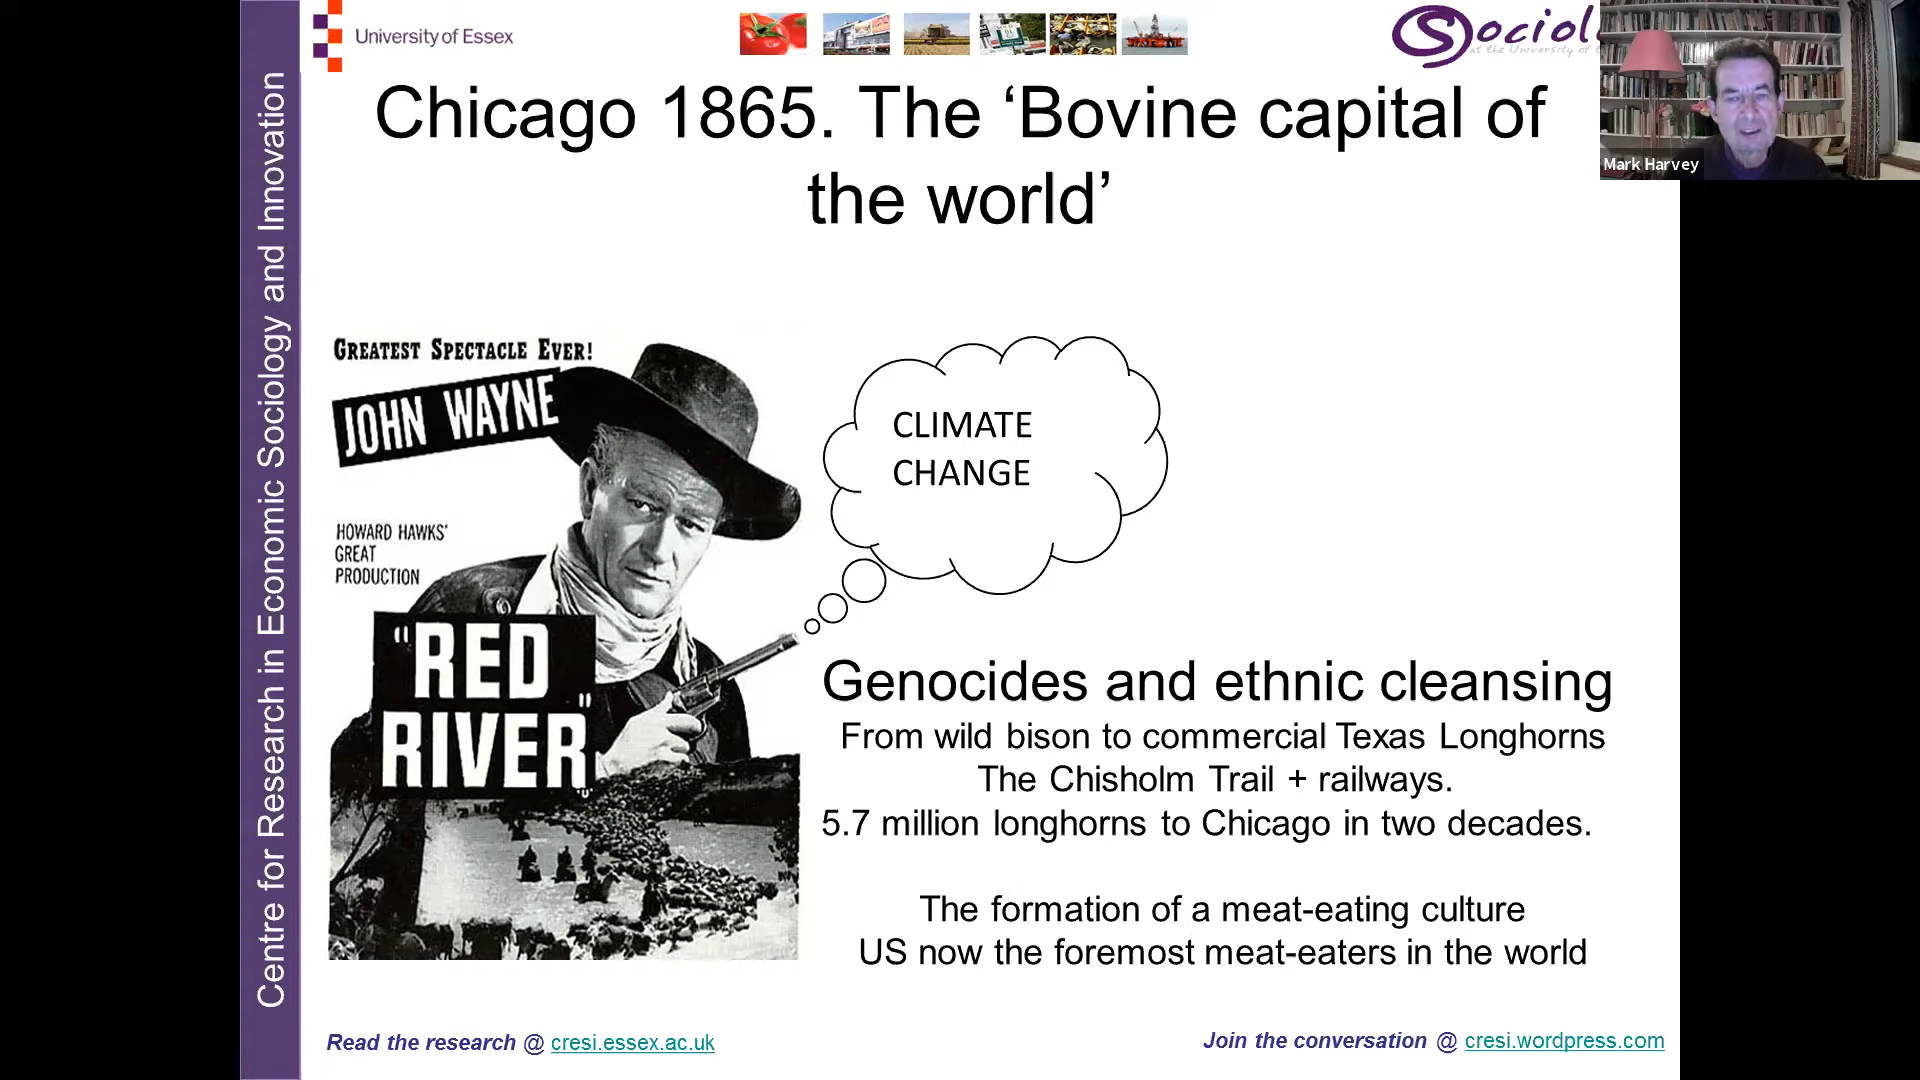 University of Essex
Sociol
at the University of
Mark Harvey
Centre for Research in Economic Sociology and Innovation
Chicago 1865. The ‘Bovine capital of
the world’
GREATEST SPECTACLE EVER!
JOHN WAYNE
HOWARD HAWKS'
GREAT
PRODUCTION
"RED
RIVER"
CLIMATE
CHANGE
Genocides and ethnic cleansing
From wild bison to commercial Texas Longhorns
The Chisholm Trail + railways.
5.7 million longhorns to Chicago in two decades.
The formation of a meat-eating culture
US now the foremost meat-eaters in the world
Read the research @ cresi.essex.ac.uk
Join the conversation @ cresi.wordpress.com